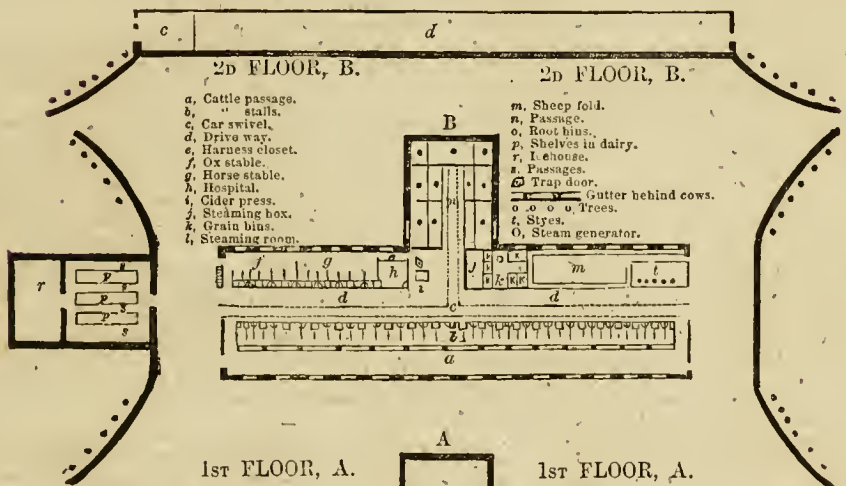 c d
2D FLOOR, B. 2D FLOOR, B.
a, Cattle passage.
b, " stalls.
c, Car swivel.
d, Drive way.
e, Harness closet.
f, Ox stable.
g, Horse stable.
h, Hospital.
i, Cider press.
j, Steaming box.
k, Grain bins.
l, Steaming room.
m, Sheep fold.
n, Passage.
o, Root bins.
p, Shelves in dairy.
r, Icehouse.
s, Passages.
Trap door.
Gutter behind cows.
o o o o, Trees.
t, Styes.
O, Steam generator.
B
n
f g e h i j k m t
d c d
r s p s p s p s
b
a
A
1ST FLOOR, A. 1ST FLOOR, A.